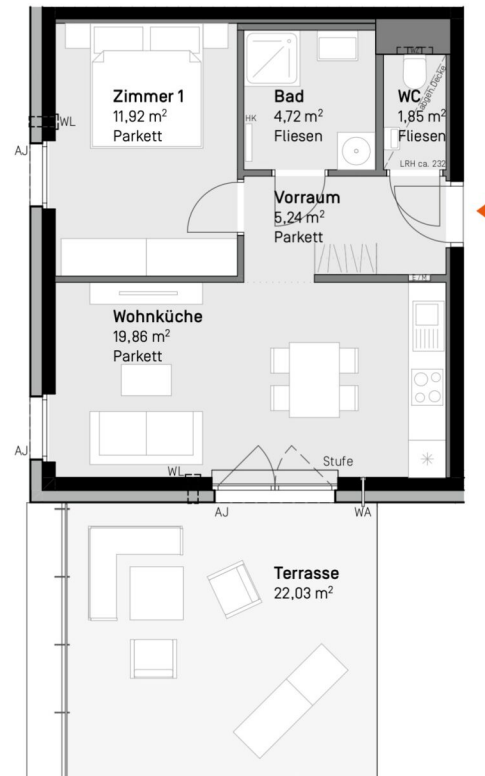 Zimmer 1
11,92 m²
Parkett
Bad
4,72 m²
Fliesen
WC
1,85 m²
Fliesen
abgeh. Decke
LRH ca. 232
WL
AJ
HK
Vorraum
5,24 m²
Parkett
E / M
Wohnküche
19,86 m²
Parkett
AJ
WL
Stufe
AJ
WA
Terrasse
22,03 m²